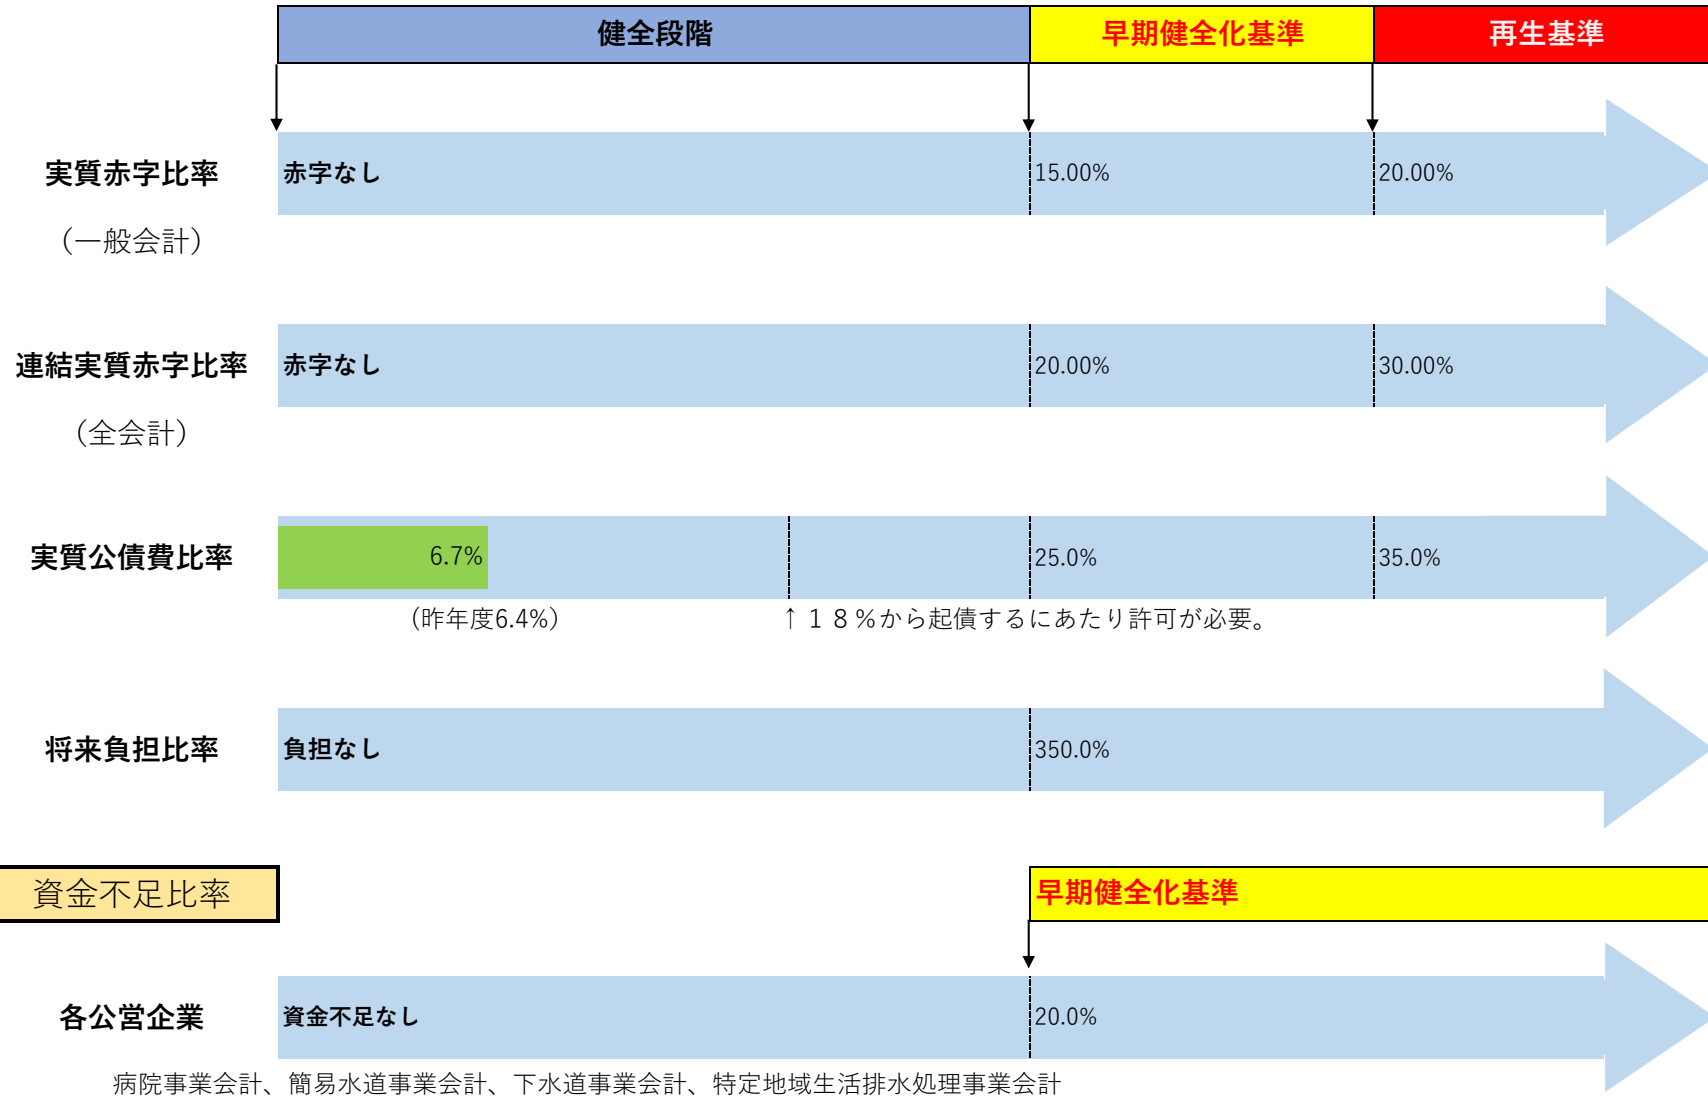 健全段階 早期健全化基準 再生基準
実質赤字比率 赤字なし 15.00% 20.00%
（一般会計）
連結実質赤字比率 赤字なし 20.00% 30.00%
（全会計）
実質公債費比率 6.7% 25.0% 35.0%
（昨年度6.4%） ↑１８％から起債するにあたり許可が必要。
将来負担比率 負担なし 350.0%
資金不足比率 早期健全化基準
各公営企業 資金不足なし 20.0%
病院事業会計、簡易水道事業会計、下水道事業会計、特定地域生活排水処理事業会計